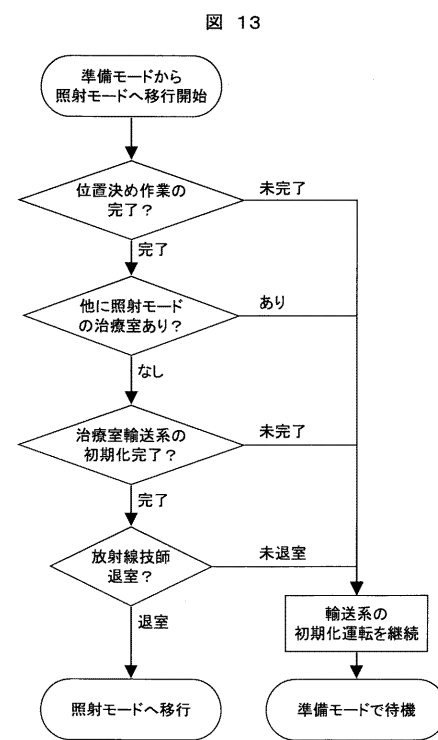 図 13
準備モードから
照射モードへ移行開始
位置決め作業の
完了？
未完了
完了
他に照射モード
の治療室あり？
あり
なし
治療室輸送系の
初期化完了？
未完了
完了
放射線技師
退室？
未退室
退室
輸送系の
初期化運転を継続
照射モードへ移行
準備モードで待機